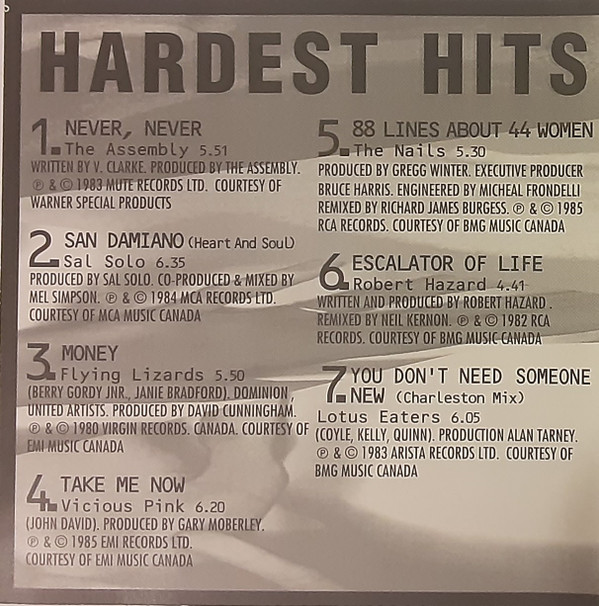 HARDEST HITS
1. NEVER, NEVER
The Assembly 5.51
WRITTEN BY V. CLARKE. PRODUCED BY THE ASSEMBLY.
℗ & © 1983 MUTE RECORDS LTD. COURTESY OF
WARNER SPECIAL PRODUCTS
2. SAN DAMIANO (Heart And Soul)
Sal Solo 6.35
PRODUCED BY SAL SOLO. CO-PRODUCED & MIXED BY
MEL SIMPSON. ℗ & © 1984 MCA RECORDS LTD.
COURTESY OF MCA MUSIC CANADA
3. MONEY
Flying Lizards 5.50
(BERRY GORDY JNR., JANIE BRADFORD). DOMINION,
UNITED ARTISTS. PRODUCED BY DAVID CUNNINGHAM.
℗ & © 1980 VIRGIN RECORDS. CANADA. COURTESY OF
EMI MUSIC CANADA
4. TAKE ME NOW
Vicious Pink 6.20
(JOHN DAVID). PRODUCED BY GARY MOBERLEY.
℗ & © 1985 EMI RECORDS LTD.
COURTESY OF EMI MUSIC CANADA
5. 88 LINES ABOUT 44 WOMEN
The Nails 5.30
PRODUCED BY GREGG WINTER. EXECUTIVE PRODUCER
BRUCE HARRIS. ENGINEERED BY MICHEAL FRONDELLI
REMIXED BY RICHARD JAMES BURGESS. ℗ & © 1985
RCA RECORDS. COURTESY OF BMG MUSIC CANADA
6. ESCALATOR OF LIFE
Robert Hazard 4.41
WRITTEN AND PRODUCED BY ROBERT HAZARD.
REMIXED BY NEIL KERNON. ℗ & © 1982 RCA
RECORDS. COURTESY OF BMG MUSIC CANADA
7. YOU DON'T NEED SOMEONE
NEW (Charleston Mix)
Lotus Eaters 6.05
(COYLE, KELLY, QUINN). PRODUCTION ALAN TARNEY.
℗ & © 1983 ARISTA RECORDS LTD. COURTESY OF
BMG MUSIC CANADA